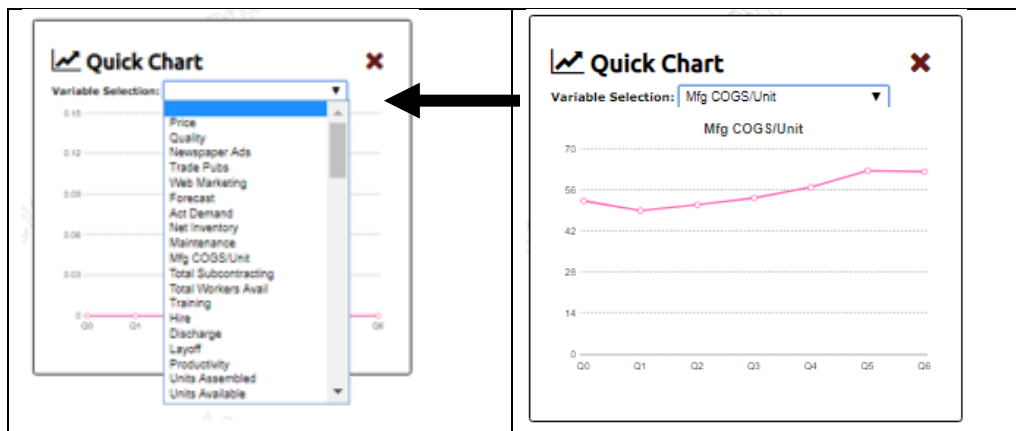 Quick Chart
Variable Selection:
0.15
0.12
0.09
0.06
0.03
0
Q0
Q1
Q6
Price
Quality
Newspaper Ads
Trade Pubs
Web Marketing
Forecast
Act Demand
Net Inventory
Maintenance
Mfg COGS/Unit
Total Subcontracting
Total Workers Avail
Training
Hire
Discharge
Layoff
Productivity
Units Assembled
Units Available
Quick Chart
Variable Selection: Mfg COGS/Unit
Mfg COGS/Unit
70
56
42
28
14
0
Q0 Q1 Q2 Q3 Q4 Q5 Q6